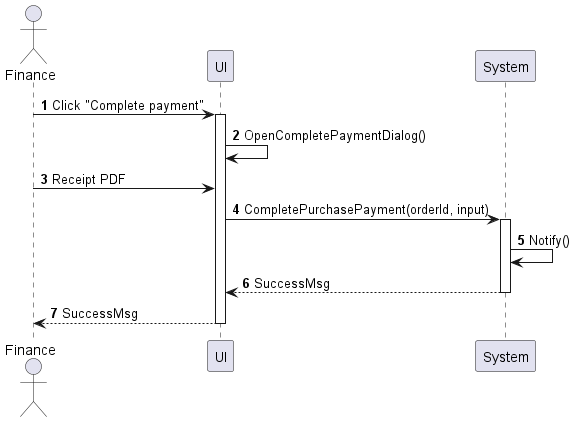 Finance
UI
System
1 Click "Complete payment"
2 OpenCompletePaymentDialog()
3 Receipt PDF
4 CompletePurchasePayment(orderId, input)
5 Notify()
6 SuccessMsg
7 SuccessMsg
Finance
UI
System